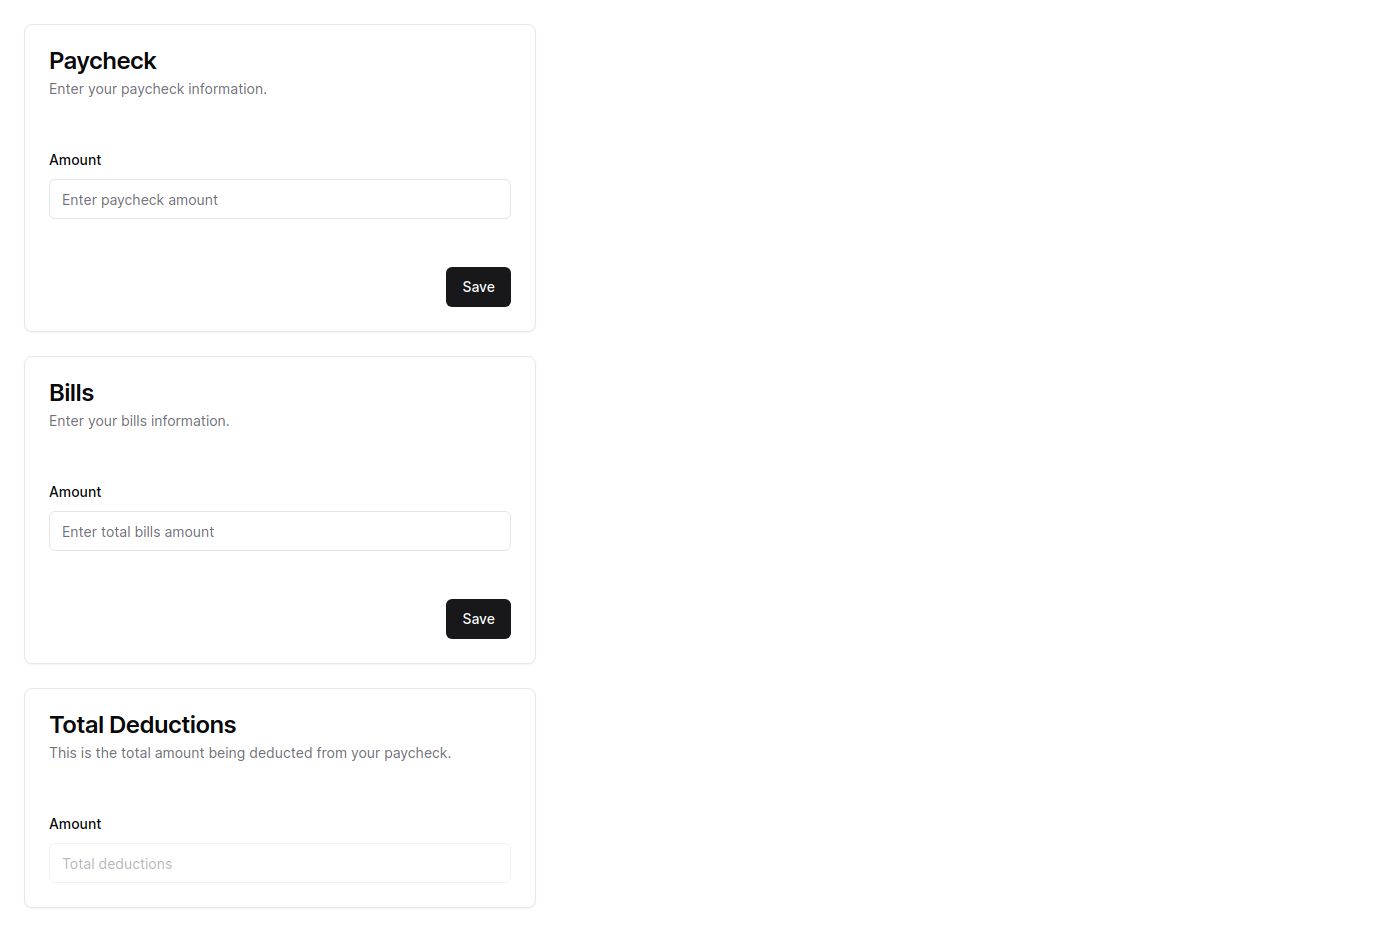 Paycheck
Enter your paycheck information.
Amount
Enter paycheck amount
Save
Bills
Enter your bills information.
Amount
Enter total bills amount
Save
Total Deductions
This is the total amount being deducted from your paycheck.
Amount
Total deductions